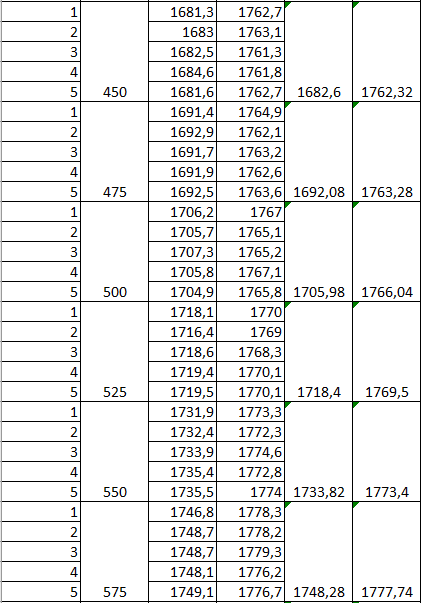 1 1681,3 1762,7
2 1683 1763,1
3 1682,5 1761,3
4 1684,6 1761,8
5 450 1681,6 1762,7 1682,6 1762,32
1 1691,4 1764,9
2 1692,9 1762,1
3 1691,7 1763,2
4 1691,9 1762,6
5 475 1692,5 1763,6 1692,08 1763,28
1 1706,2 1767
2 1705,7 1765,1
3 1707,3 1765,2
4 1705,8 1767,1
5 500 1704,9 1765,8 1705,98 1766,04
1 1718,1 1770
2 1716,4 1769
3 1718,6 1768,3
4 1719,4 1770,1
5 525 1719,5 1770,1 1718,4 1769,5
1 1731,9 1773,3
2 1732,4 1772,3
3 1733,9 1774,6
4 1735,4 1772,8
5 550 1735,5 1774 1733,82 1773,4
1 1746,8 1778,3
2 1748,7 1778,2
3 1748,7 1779,3
4 1748,1 1776,2
5 575 1749,1 1776,7 1748,28 1777,74